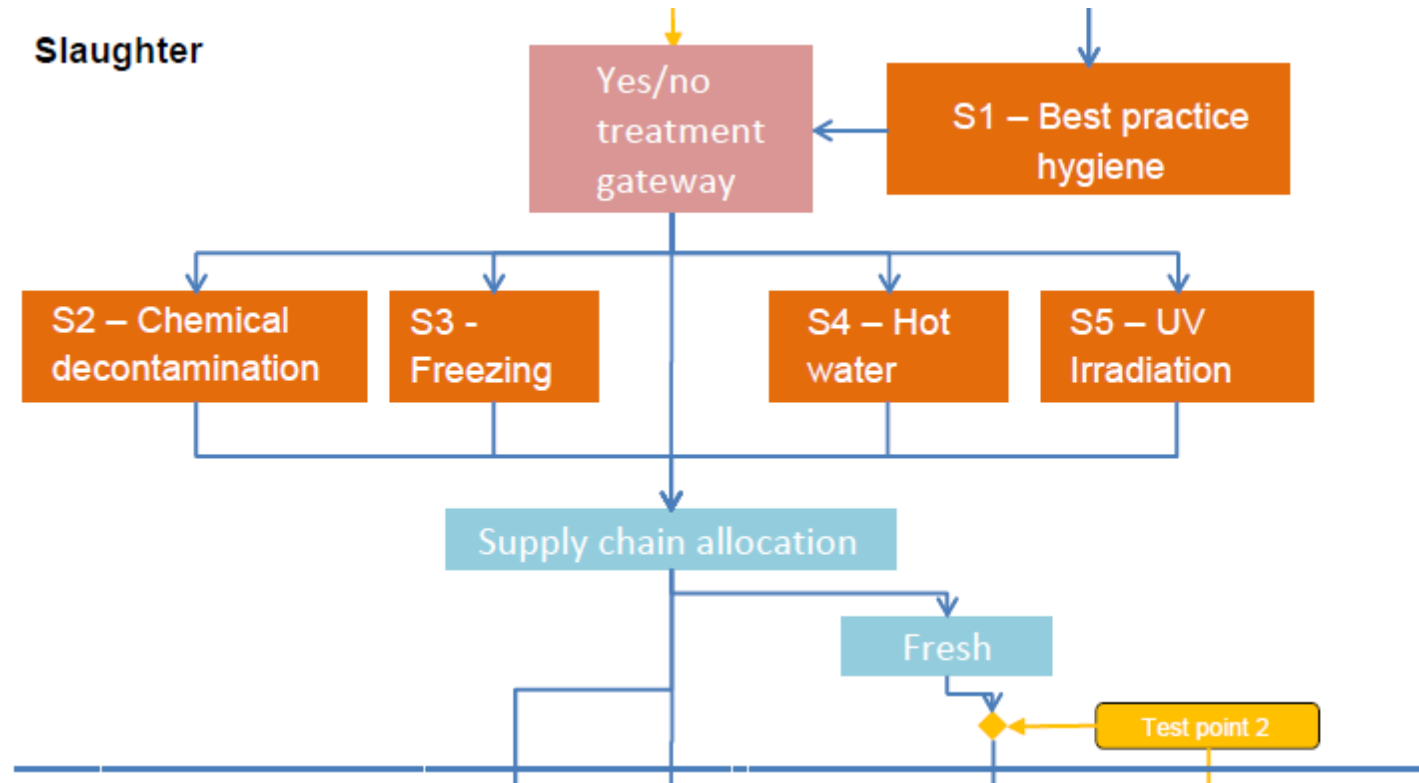 Slaughter
Yes/no
treatment
gateway
S1 – Best practice
hygiene
S2 – Chemical
decontamination
S3 -
Freezing
S4 – Hot
water
S5 – UV
Irradiation
Supply chain allocation
Fresh
Test point 2